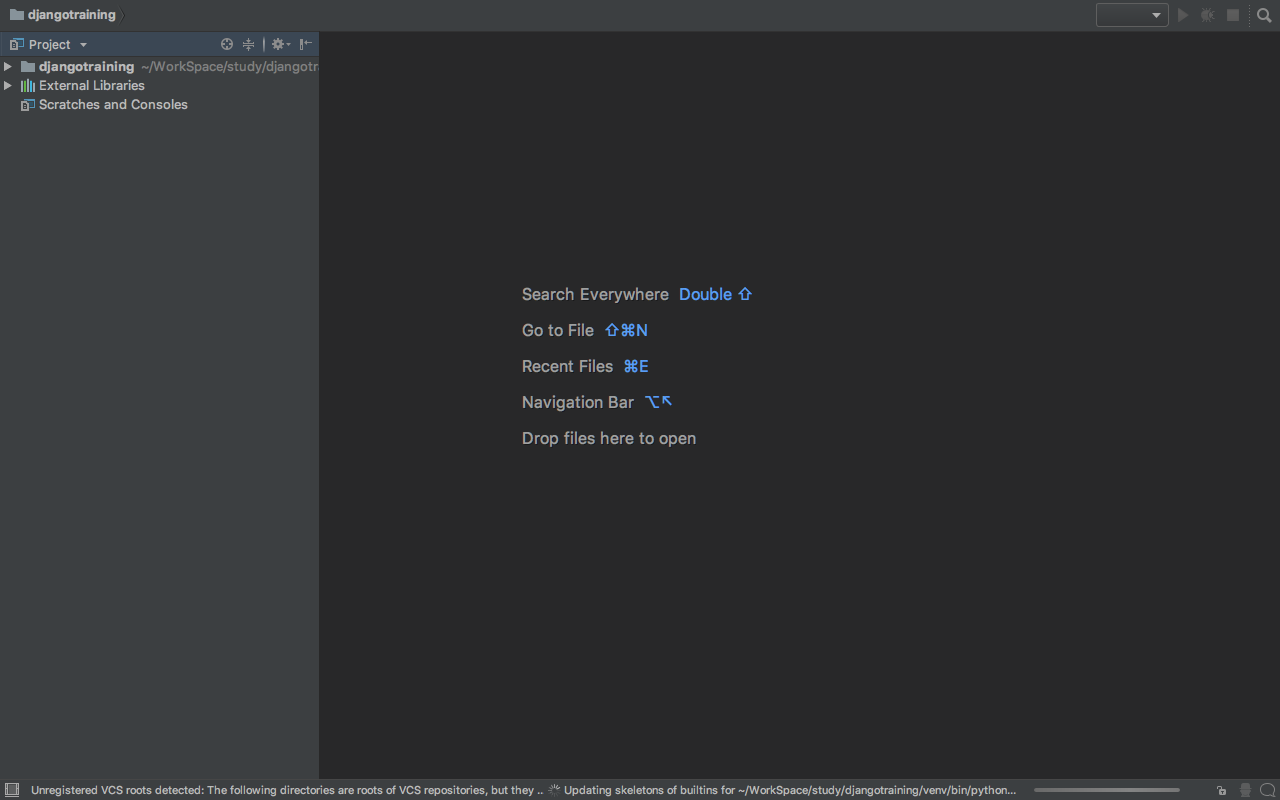 djangotraining
Project
djangotraining ~/WorkSpace/study/djangotr
External Libraries
Scratches and Consoles
Search Everywhere Double ⇧
Go to File ⇧⌘N
Recent Files ⌘E
Navigation Bar ⌥↖
Drop files here to open
Unregistered VCS roots detected: The following directories are roots of VCS repositories, but they .. Updating skeletons of builtins for ~/WorkSpace/study/djangotraining/venv/bin/python...